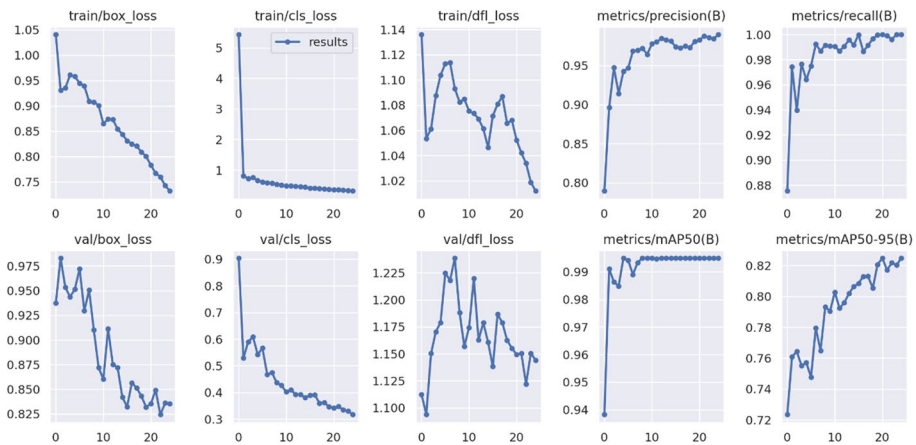 train/box_loss
1.05
1.00
0.95
0.90
0.85
0.80
0.75
0 10 20
train/cls_loss
results
5
4
3
2
1
0 10 20
train/dfl_loss
1.14
1.12
1.10
1.08
1.06
1.04
1.02
0 10 20
metrics/precision(B)
0.95
0.90
0.85
0.80
0 10 20
metrics/recall(B)
1.00
0.98
0.96
0.94
0.92
0.90
0.88
0 10 20
val/box_loss
0.975
0.950
0.925
0.900
0.875
0.850
0.825
0 10 20
val/cls_loss
0.9
0.8
0.7
0.6
0.5
0.4
0.3
0 10 20
val/dfl_loss
1.225
1.200
1.175
1.150
1.125
1.100
0 10 20
metrics/mAP50(B)
0.99
0.98
0.97
0.96
0.95
0.94
0 10 20
metrics/mAP50-95(B)
0.82
0.80
0.78
0.76
0.74
0.72
0 10 20